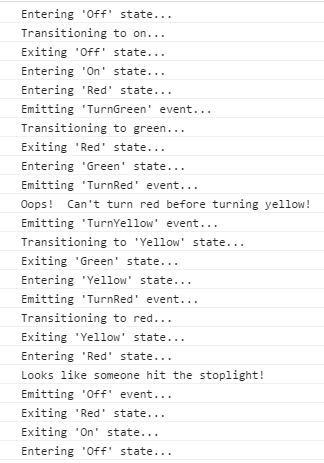 Entering 'Off' state...
Transitioning to on...
Exiting 'Off' state...
Entering 'On' state...
Entering 'Red' state...
Emitting 'TurnGreen' event...
Transitioning to green...
Exiting 'Red' state...
Entering 'Green' state...
Emitting 'TurnRed' event...
Oops!  Can't turn red before turning yellow!
Emitting 'TurnYellow' event...
Transitioning to 'Yellow' state...
Exiting 'Green' state...
Entering 'Yellow' state...
Emitting 'TurnRed' event...
Transitioning to red...
Exiting 'Yellow' state...
Entering 'Red' state...
Looks like someone hit the stoplight!
Emitting 'Off' event...
Exiting 'Red' state...
Exiting 'On' state...
Entering 'Off' state...